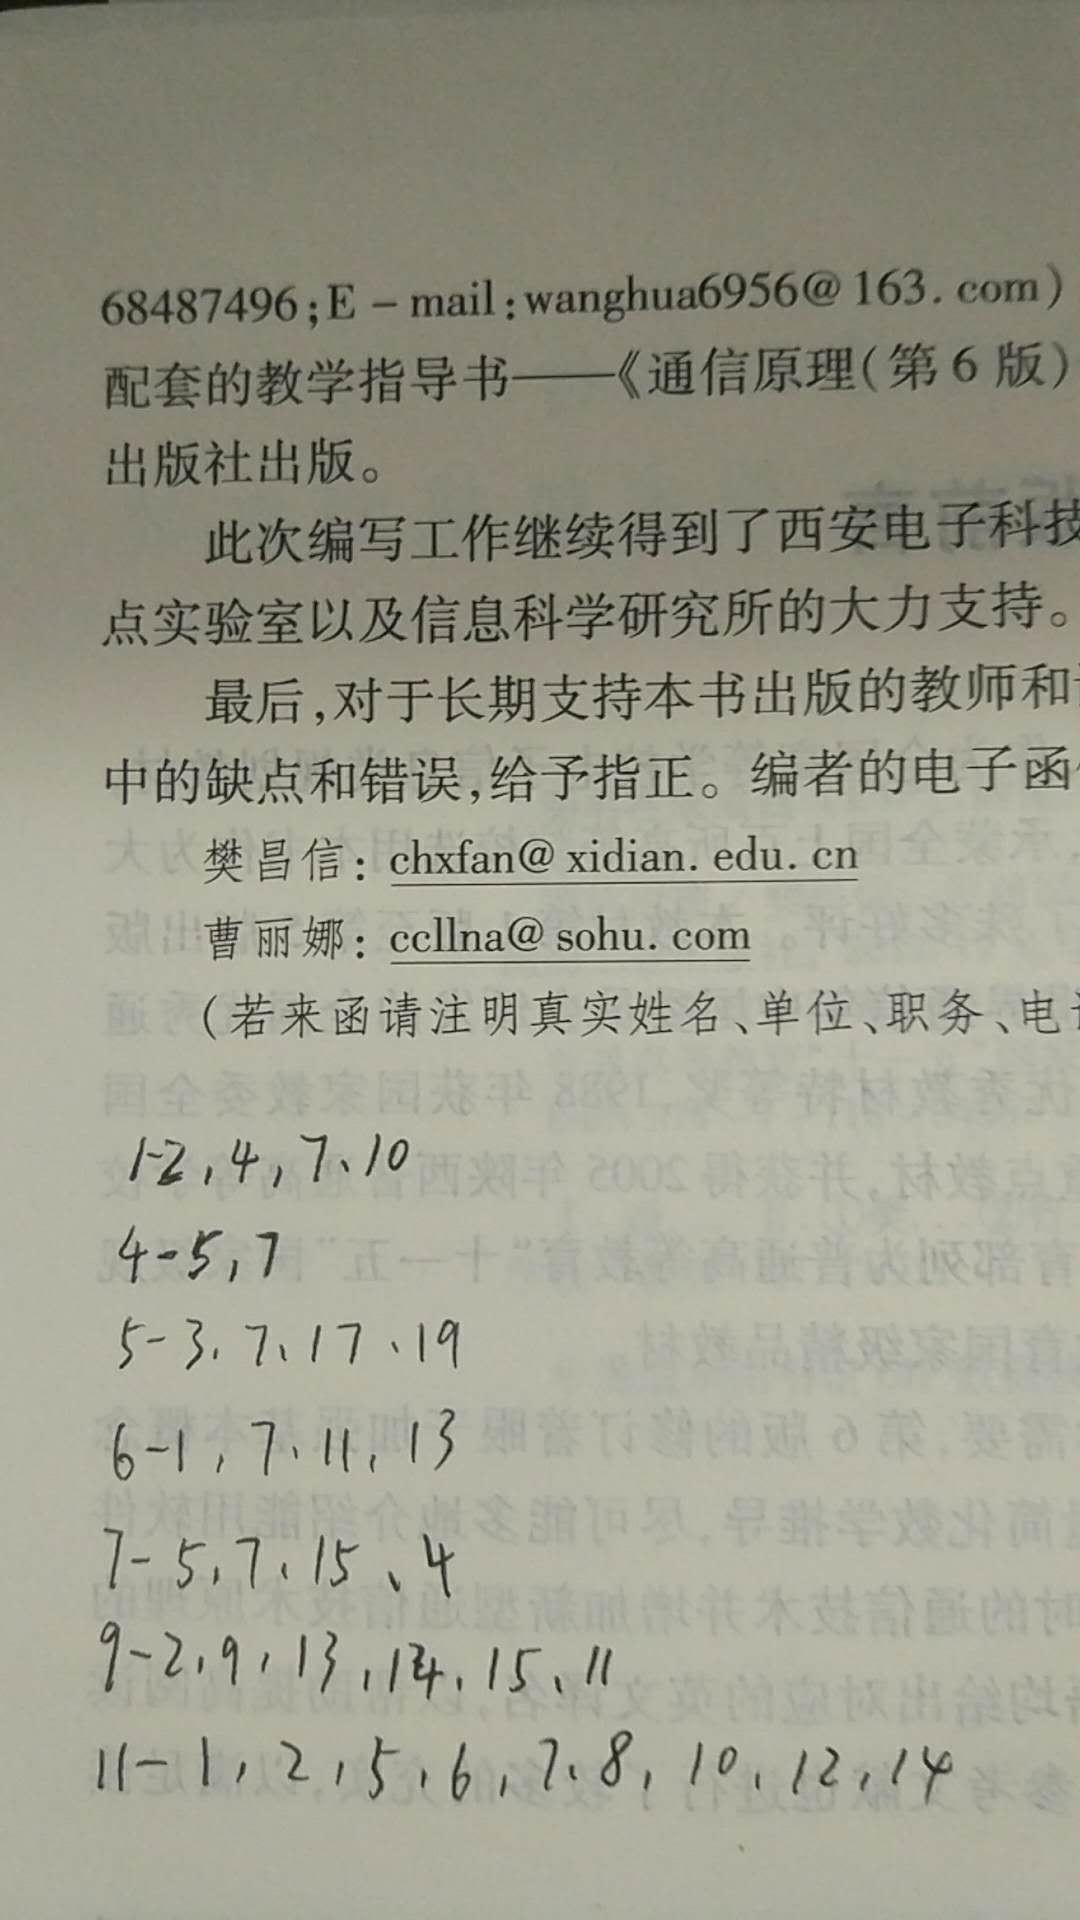 68487496;E-mail:wanghua6956@163.com)
配套的教学指导书——《通信原理(第6版)
出版社出版。
此次编写工作继续得到了西安电子科技
点实验室以及信息科学研究所的大力支持。
最后,对于长期支持本书出版的教师和
中的缺点和错误,给予指正。编者的电子函
樊昌信:chxfan@xidian.edu.cn
曹丽娜:ccllna@sohu.com
(若来函请注明真实姓名、单位、职务、电
1-2,4,7、10
4-5,7
5-3、7、17、19
6-1,7、11、13
7-5,7、15、4
9-2,9,13,14、15、11
11-1,2,5,6,7、8,10、12,14